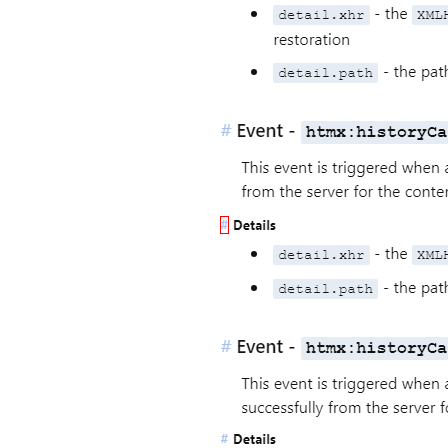 detail.xhr - the XMLH
restoration
detail.path - the path
# Event - htmx:historyCa
This event is triggered when a
from the server for the conten
# Details
detail.xhr - the XMLH
detail.path - the path
# Event - htmx:historyCa
This event is triggered when a
successfully from the server fo
# Details